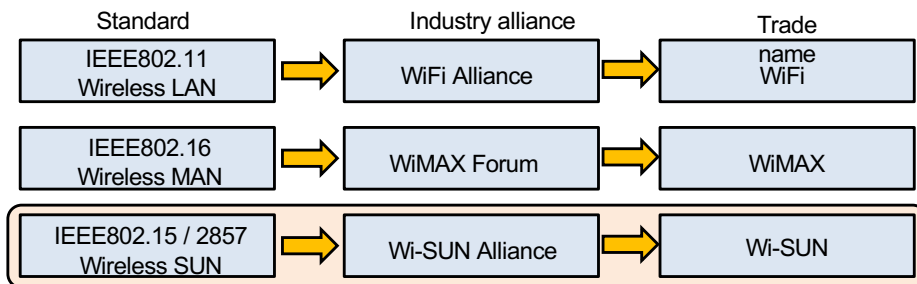 Standard
Industry alliance
Trade
name
IEEE802.11
Wireless LAN
WiFi Alliance
WiFi
IEEE802.16
Wireless MAN
WiMAX Forum
WiMAX
IEEE802.15 / 2857
Wireless SUN
Wi-SUN Alliance
Wi-SUN